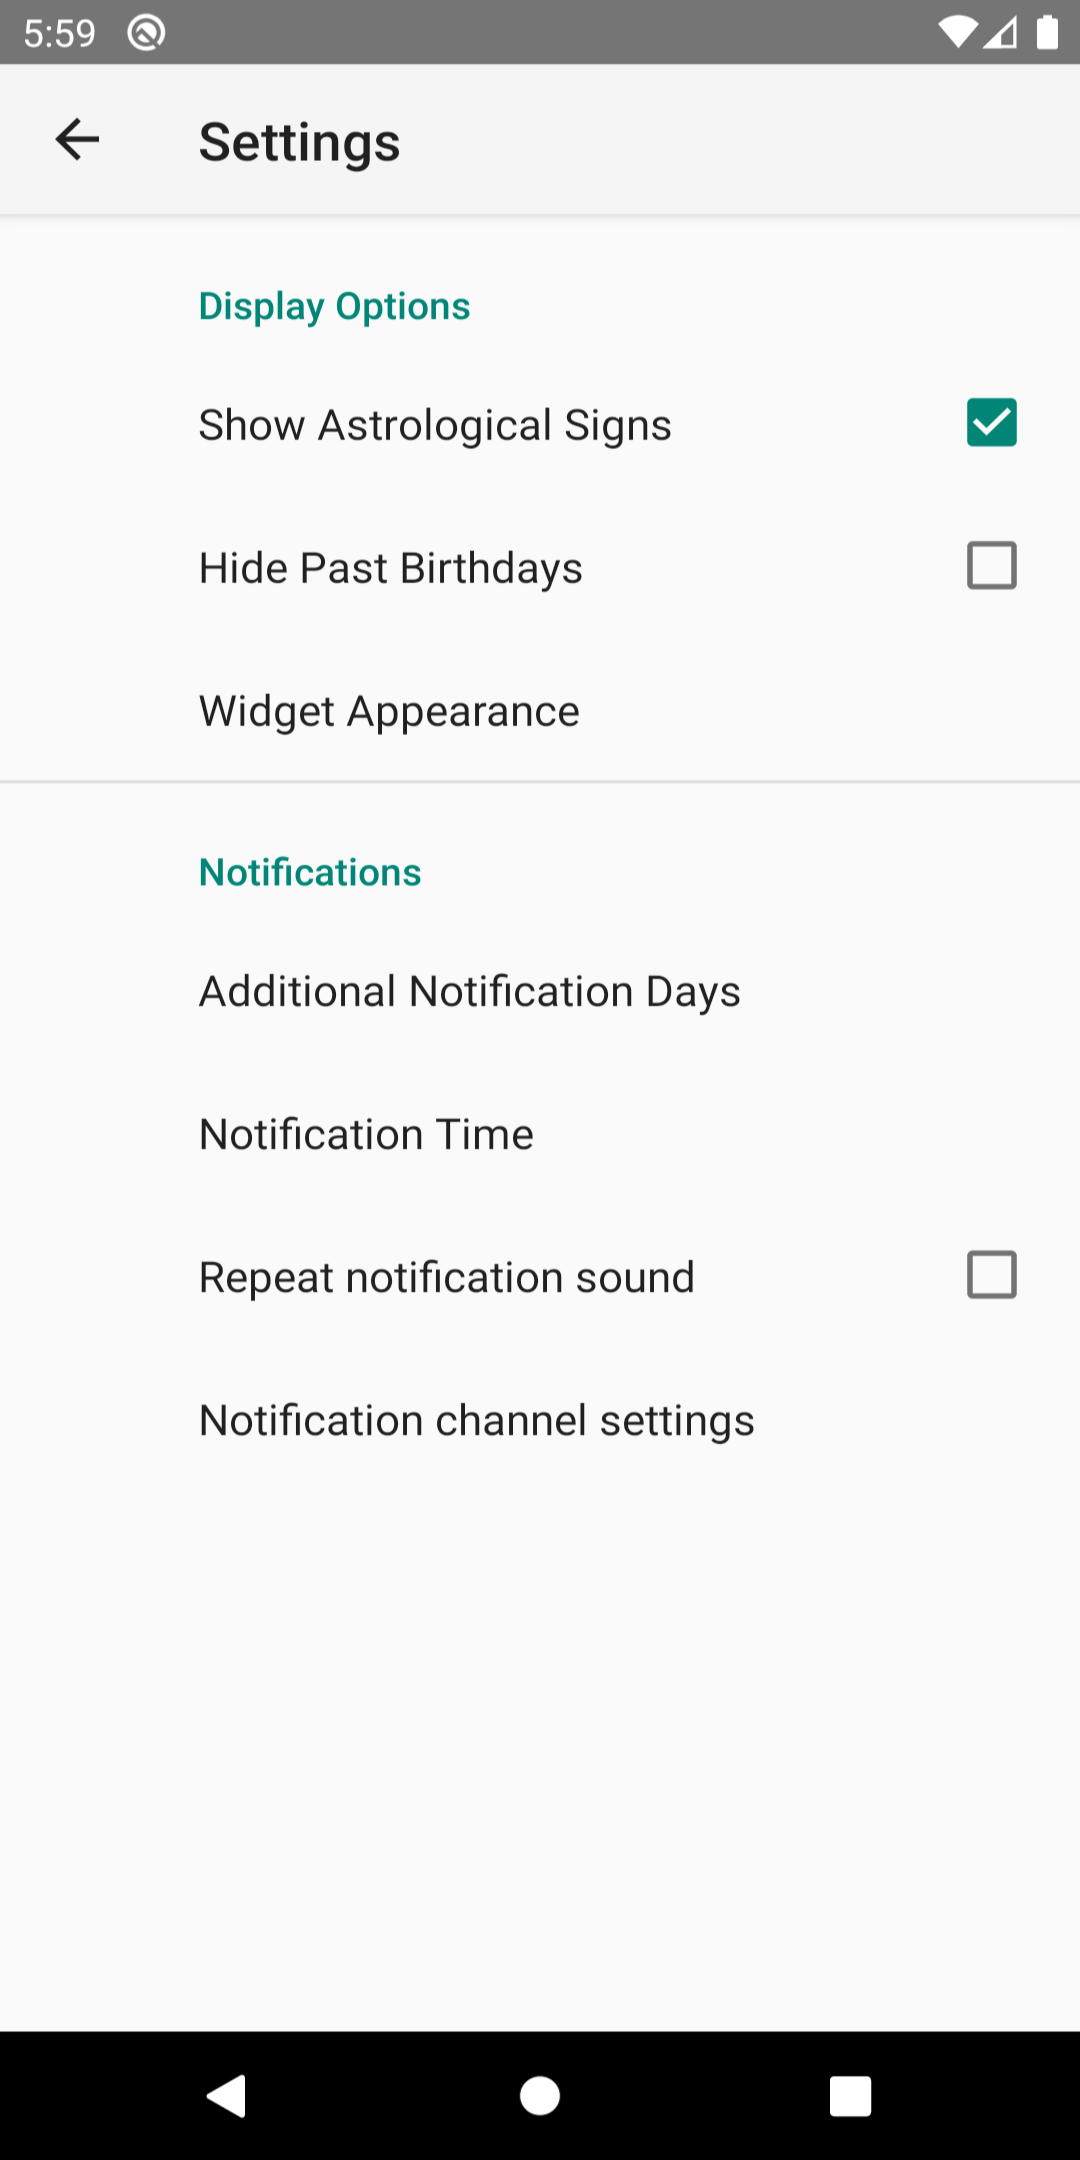 5:59
Settings
Display Options
Show Astrological Signs
Hide Past Birthdays
Widget Appearance
Notifications
Additional Notification Days
Notification Time
Repeat notification sound
Notification channel settings